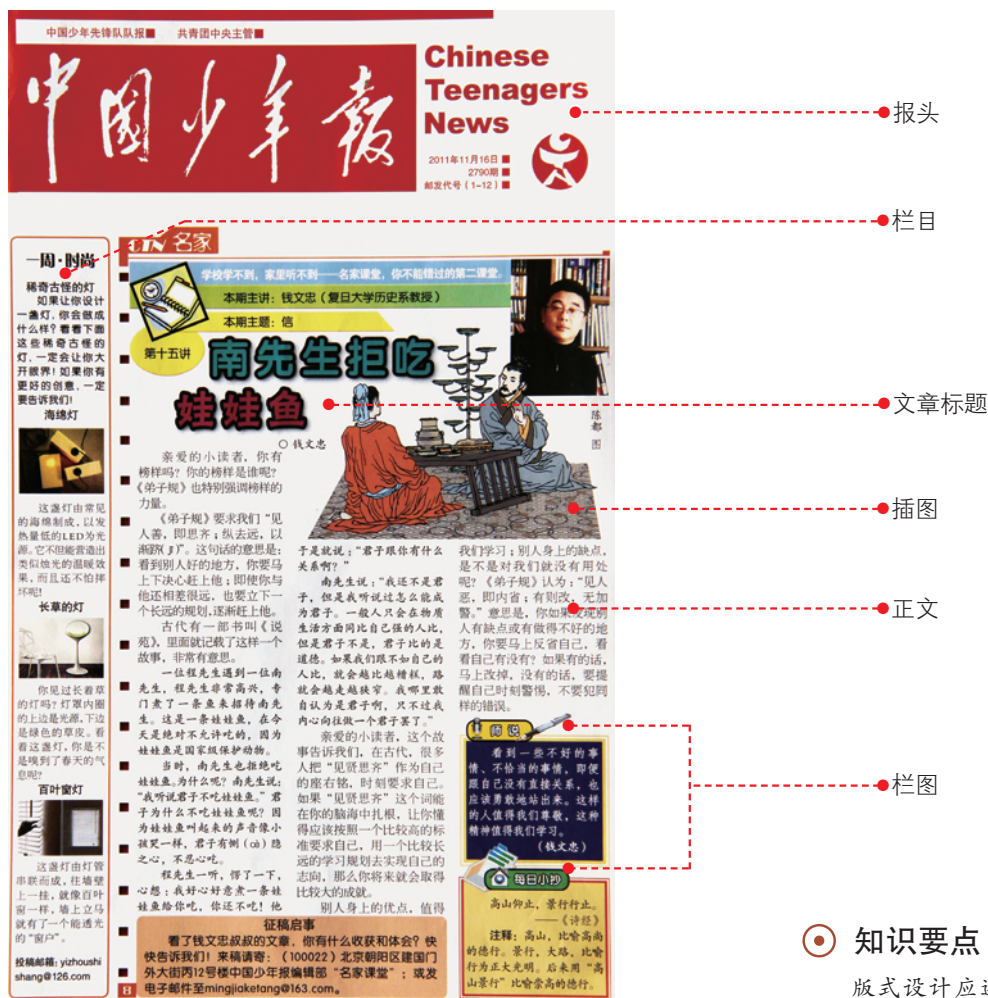 中国少年先锋队队报■ 共青团中央主管■
中国少年報
Chinese
Teenagers
News
2011年11月16日■
2790期■
邮发代号（1-12）■
报头
栏目
文章标题
插图
正文
栏图
一周·时尚
稀奇古怪的灯
如果让你设计
一盏灯，你会做成
什么样？看看下面
这些稀奇古怪的
灯，一定会让你大
开眼界！如果你有
更好的创意，一定
要告诉我们！
海绵灯
这盏灯由常见
的海绵制成，以发
热量低的LED为光
源。它不但能营造出
类似烛光的温暖效
果，而且还不怕摔
坏呢！
长草的灯
你见过长着草
的灯吗？灯罩内圈
的上边是光源，下边
是绿色的草皮。看
着这盏灯，你是不
是嗅到了春天的气
息呢？
百叶窗灯
这盏灯由灯管
串联而成，往墙壁
上一挂，就像百叶
窗一样，墙上立马
就有了一个能透光
的“窗户”。
投稿邮箱：yizhoushi
shang@126.com
CTN 名家
学校学不到，家里听不到——名家课堂，你不能错过的第二课堂。
本期主讲：钱文忠（复旦大学历史系教授）
本期主题：信
第十五讲
南先生拒吃
娃娃鱼
○ 钱文忠
陈都 图
亲爱的小读者，你有
榜样吗？你的榜样是谁呢？
《弟子规》也特别强调榜样的
力量。
《弟子规》要求我们“见
人善，即思齐；纵去远，以
渐跻（jī）”。这句话的意思是：
看到别人好的地方，你要马
上下决心赶上他；即使你与
他还相差很远，也要立下一
个长远的规划，逐渐赶上他。
古代有一部书叫《说
苑》，里面就记载了这样一个
故事，非常有意思。
一位程先生遇到一位南
先生，程先生非常高兴，专
门煮了一条鱼来招待南先
生。这是一条娃娃鱼，在今
天是绝对不允许吃的，因为
娃娃鱼是国家级保护动物。
当时，南先生也拒绝吃
娃娃鱼。为什么呢？南先生说：
“我听说君子不吃娃娃鱼。”君
子为什么不吃娃娃鱼呢？因
为娃娃鱼叫起来的声音像小
孩哭一样，君子有恻（cè）隐
之心，不忍心吃。
程先生一听，愣了一下，
心想：我好心好意煮一条娃
娃鱼给你吃，你还不吃！他
于是就说：“君子跟你有什么
关系啊？”
南先生说：“我还不是君
子，但是我听说过怎么能成
为君子。一般人只会在物质
生活方面同比自己强的人比，
但是君子不是，君子比的是
道德。如果我们跟不如自己的
人比，就会越比越糟糕，路
就会越走越狭窄。我哪里敢
自认为是君子啊，只不过我
内心向往做一个君子罢了。”
亲爱的小读者，这个故
事告诉我们，在古代，很多
人把“见贤思齐”作为自己
的座右铭，时刻要求自己。
如果“见贤思齐”这个词能
在你的脑海中扎根，让你懂
得应该按照一个比较高的标
准要求自己，用一个比较长
远的学习规划去实现自己的
志向，那么你将来就会取得
比较大的成就。
别人身上的优点，值得
我们学习；别人身上的缺点，
是不是对我们就没有用处
呢？《弟子规》认为：“见人
恶，即内省；有则改，无加
警。”意思是，你如果发现别
人有缺点或有做得不好的地
方，你要马上反省自己，看
看自己有没有？如果有的话，
马上改掉，没有的话，要提
醒自己时刻警惕，不要犯同
样的错误。
师说
看到一些不好的事
情、不恰当的事情，即便
跟自己没有直接关系，也
应该勇敢地站出来。这样
的人值得我们尊敬，这种
精神值得我们学习。
（钱文忠）
每日小抄
高山仰止，景行行止。
——《诗经》
注释：高山，比喻高尚
的德行。景行，大路，比喻
行为正大光明。后来用“高
山景行”比喻崇高的德行。
征稿启事
看了钱文忠叔叔的文章，你有什么收获和体会？快
快告诉我们！来稿请寄：（100022）北京朝阳区建国门
外大街丙12号楼中国少年报编辑部“名家课堂”；或发
电子邮件至mingjiaketang@163.com。
8
知识要点
版式设计应